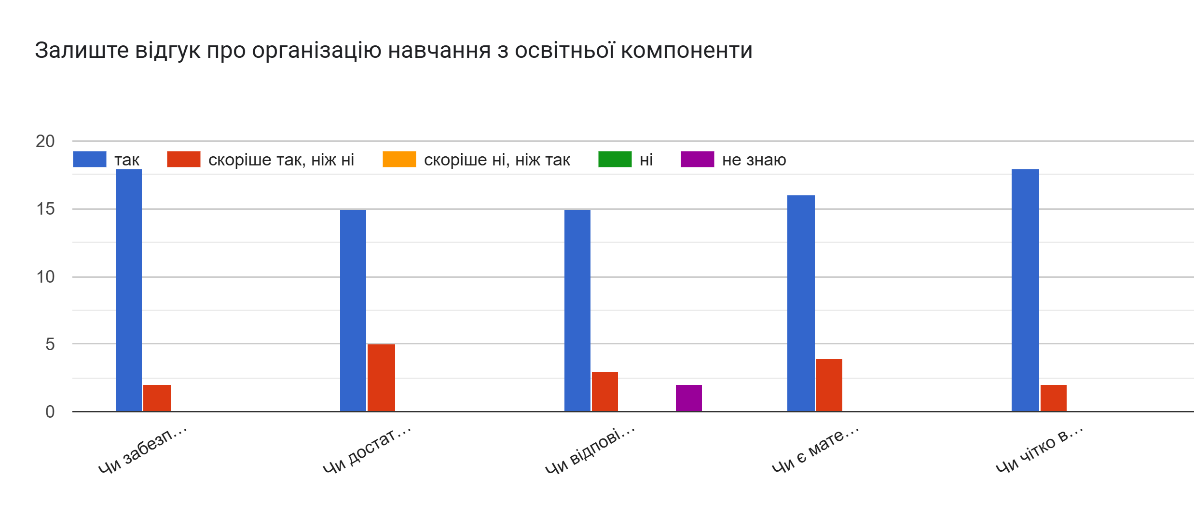 Залиште відгук про організацію навчання з освітньої компоненти
20
так скоріше так, ніж ні скоріше ні, ніж так ні не знаю
15
10
5
0
Чи забезп… Чи достат… Чи відпові… Чи є мате… Чи чітко в…